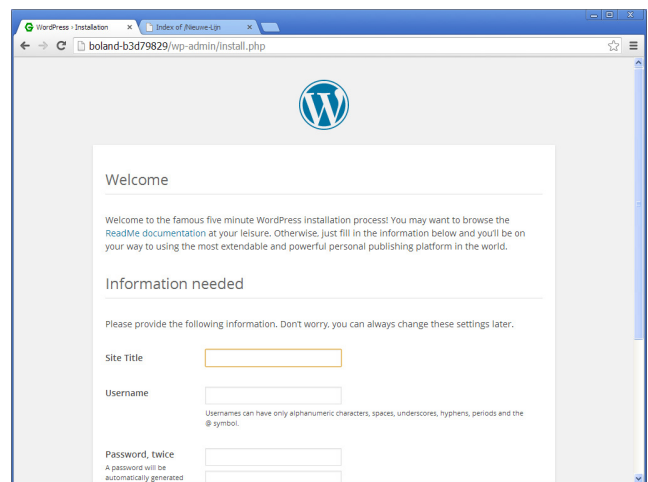 WordPress › Installation
Index of /Nieuwe-Lijn
boland-b3d79829/wp-admin/install.php
Welcome
Welcome to the famous five minute WordPress installation process! You may want to browse the
ReadMe documentation at your leisure. Otherwise, just fill in the information below and you'll be on
your way to using the most extendable and powerful personal publishing platform in the world.
Information needed
Please provide the following information. Don't worry, you can always change these settings later.
Site Title
Username
Usernames can have only alphanumeric characters, spaces, underscores, hyphens, periods and the
@ symbol.
Password, twice
A password will be
automatically generated